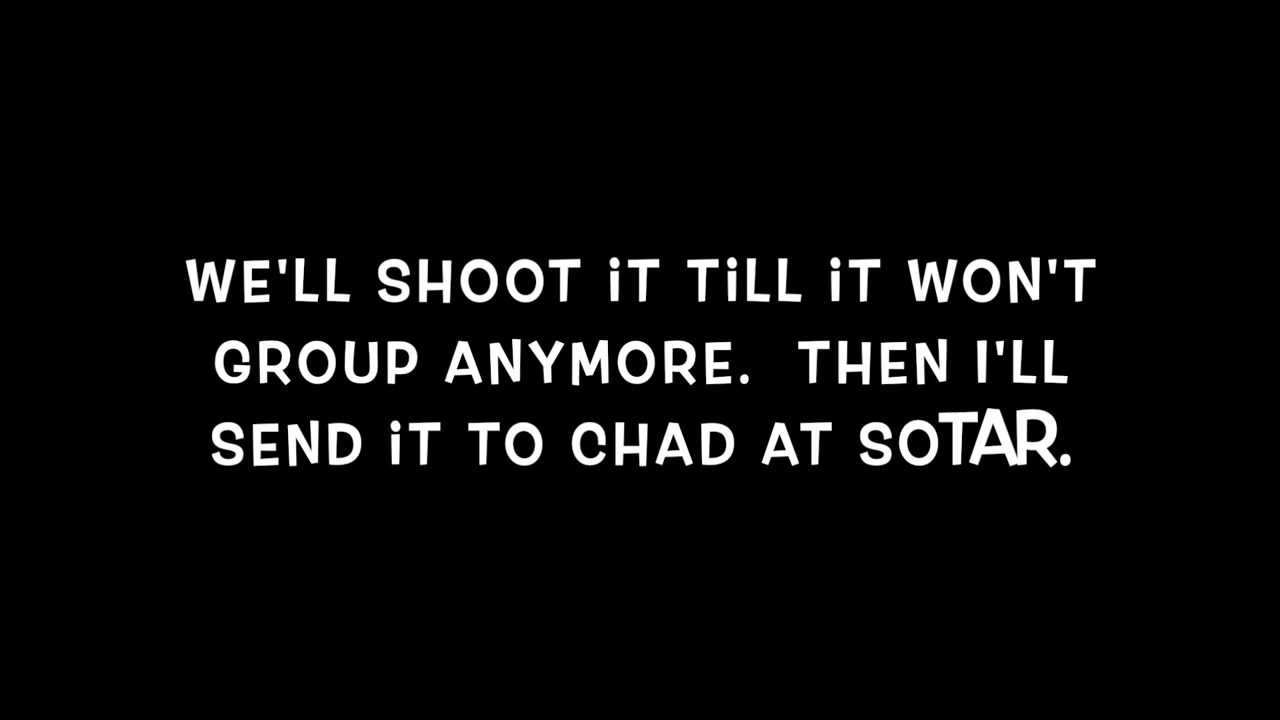 WE'LL SHOOT iT TiLL iT WON'T
GROUP ANYMORE.  THEN I'LL
SEND iT TO CHAD AT SOTAR.